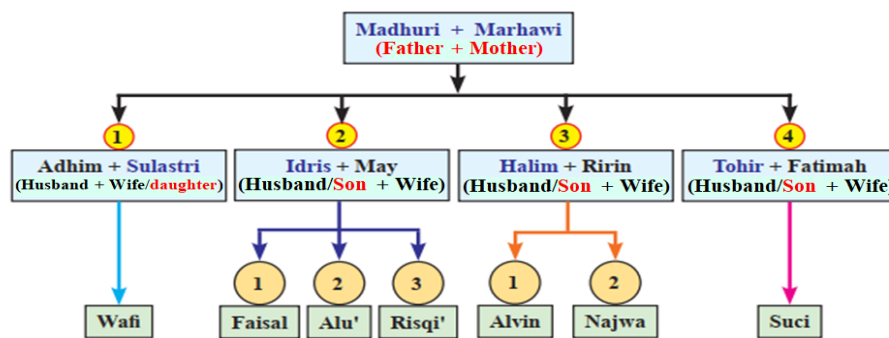 Madhuri + Marhawi
(Father + Mother)
1
2
3
4
Adhim + Sulastri
(Husband + Wife/daughter)
Idris + May
(Husband/Son + Wife)
Halim + Ririn
(Husband/Son + Wife)
Tohir + Fatimah
(Husband/Son + Wife)
1
2
3
1
2
Wafi
Faisal
Alu'
Risqi'
Alvin
Najwa
Suci